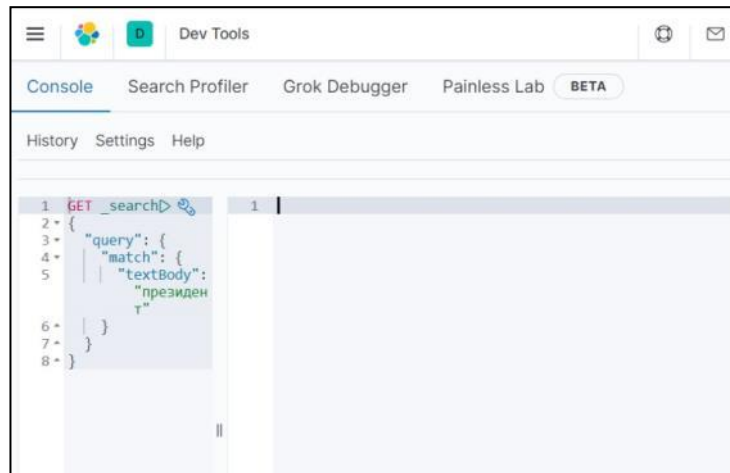 D Dev Tools
Console Search Profiler Grok Debugger Painless Lab BETA
History Settings Help
1 GET _search
2 {
3 "query": {
4 "match": {
5 "textBody":
"президен
т"
6 }
7 }
8 }
1